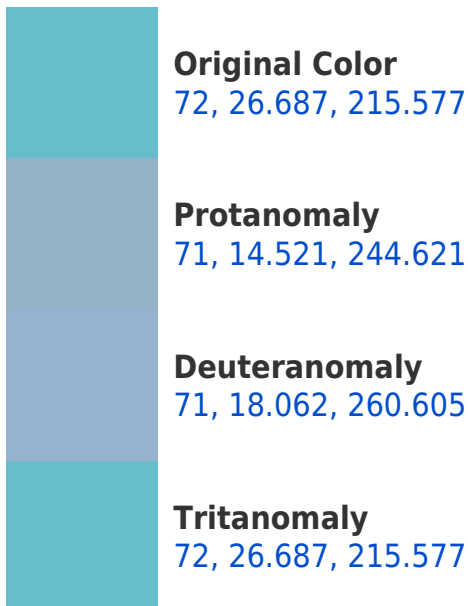 Original Color
72, 26.687, 215.577
Protanomaly
71, 14.521, 244.621
Deuteranomaly
71, 18.062, 260.605
Tritanomaly
72, 26.687, 215.577